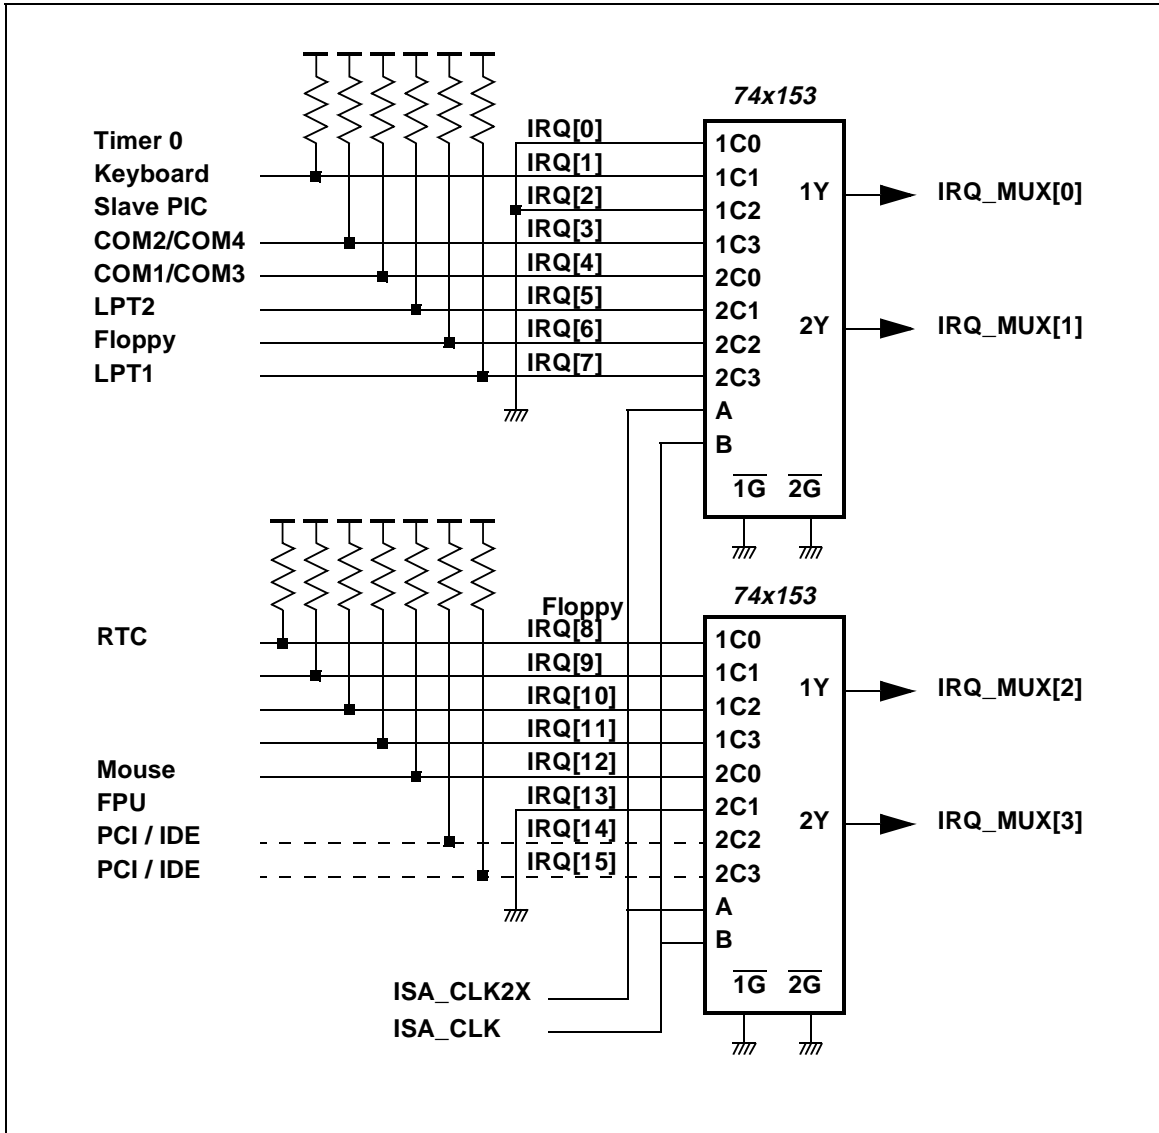 74x153
Timer 0
IRQ[0]
1C0
Keyboard
IRQ[1]
1C1
1Y
IRQ_MUX[0]
Slave PIC
IRQ[2]
1C2
COM2/COM4
IRQ[3]
1C3
COM1/COM3
IRQ[4]
2C0
LPT2
IRQ[5]
2C1
2Y
IRQ_MUX[1]
Floppy
IRQ[6]
2C2
LPT1
IRQ[7]
2C3
A
B
1G 2G
74x153
Floppy
RTC
IRQ[8]
1C0
IRQ[9]
1C1
1Y
IRQ_MUX[2]
IRQ[10]
1C2
IRQ[11]
1C3
Mouse
IRQ[12]
2C0
FPU
IRQ[13]
2C1
2Y
IRQ_MUX[3]
PCI / IDE
IRQ[14]
2C2
PCI / IDE
IRQ[15]
2C3
A
B
1G 2G
ISA_CLK2X
ISA_CLK